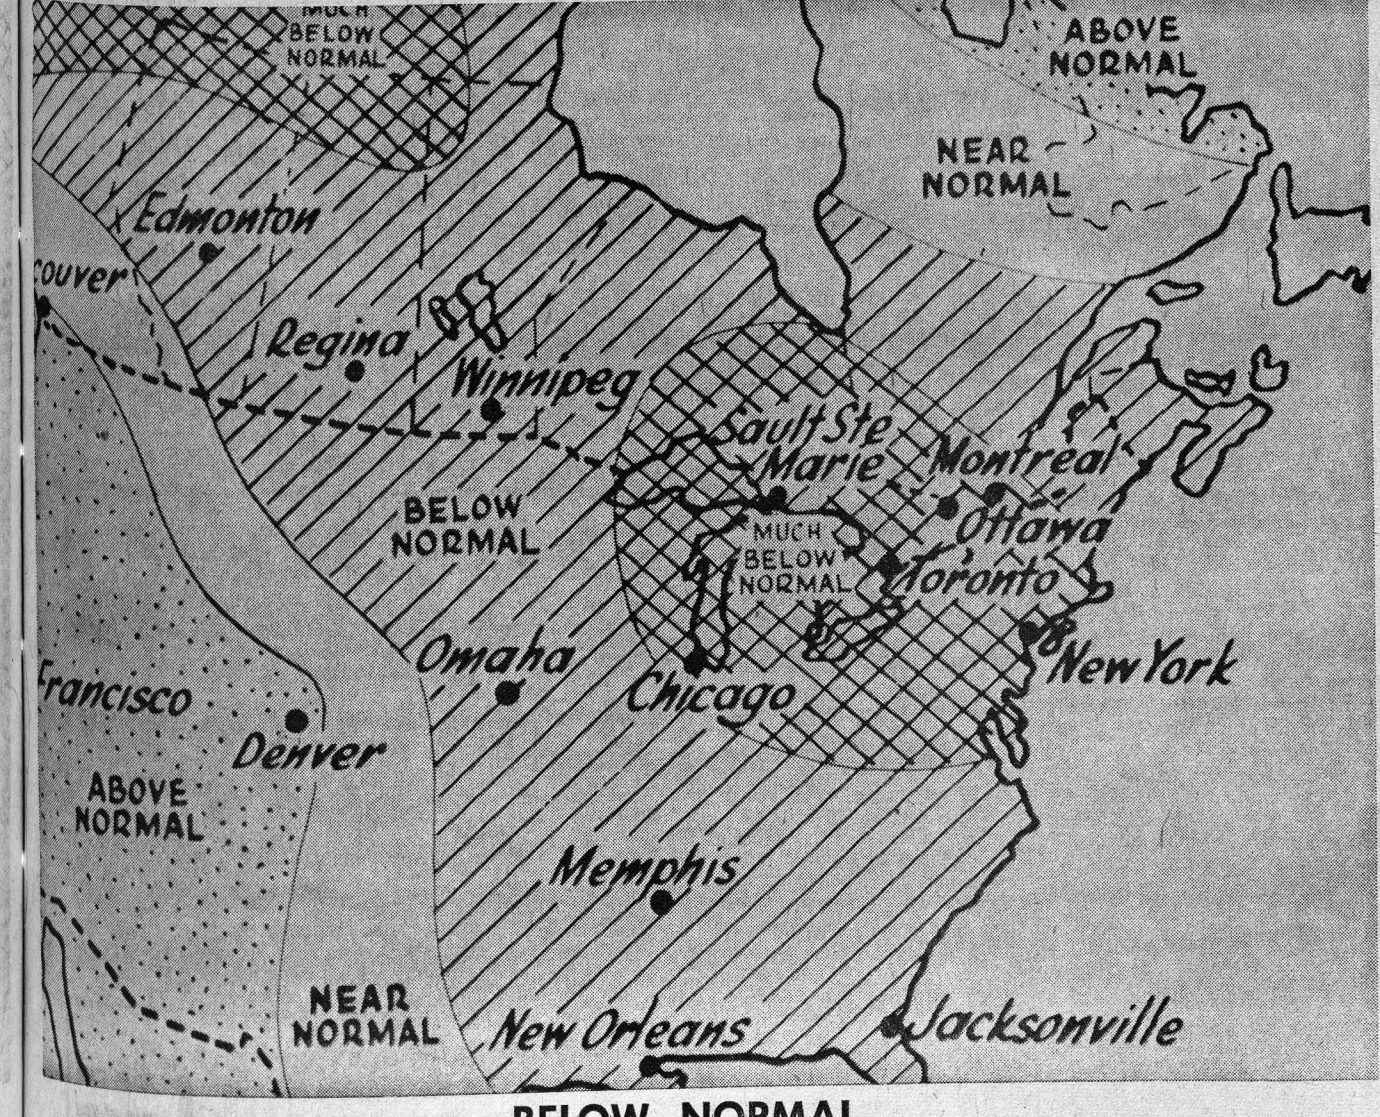 MUCH
BELOW
NORMAL
ABOVE
NORMAL
NEAR
NORMAL
Edmonton
couver
Regina
Winnipeg
Sault Ste
Marie
Montreal
BELOW
NORMAL
Ottawa
MUCH
BELOW
NORMAL
Toronto
Omaha
New York
Francisco
Chicago
Denver
ABOVE
NORMAL
Memphis
NEAR
NORMAL
New Orleans
Jacksonville
BELOW NORMAL